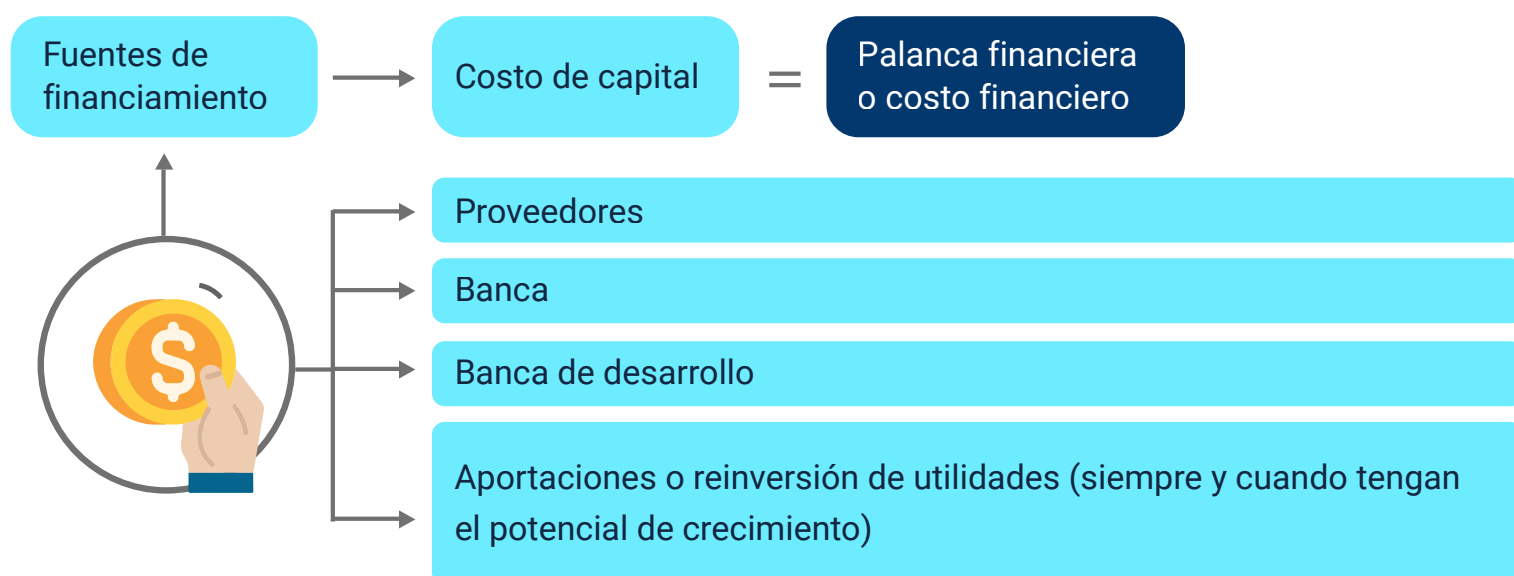 Fuentes de
financiamiento
Costo de capital
=
Palanca financiera
o costo financiero
Proveedores
Banca
Banca de desarrollo
$
Aportaciones o reinversión de utilidades (siempre y cuando tengan
el potencial de crecimiento)